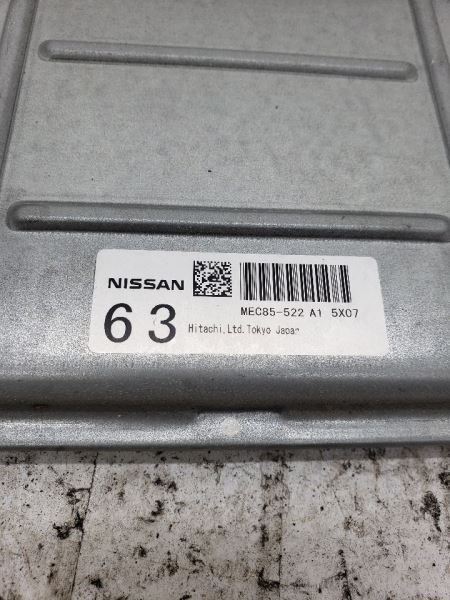 NISSAN
MEC85-522 A1 5X07
63
Hitachi,Ltd.Tokyo Japan